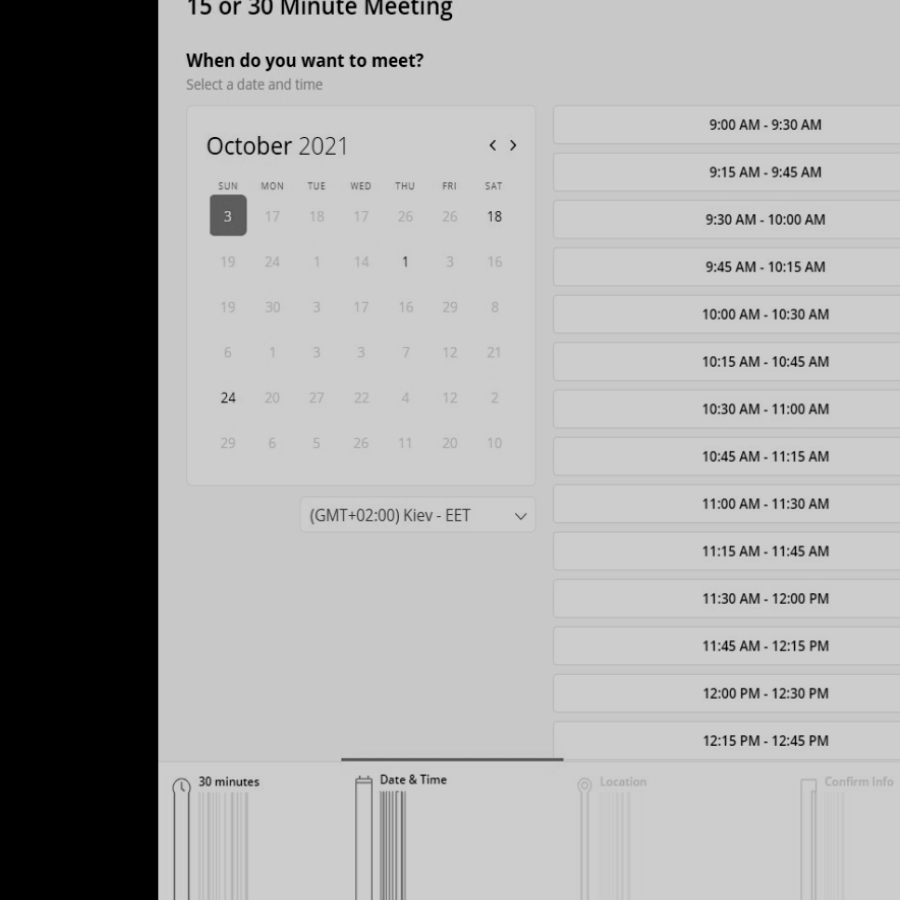 15 or 30 Minute Meeting
When do you want to meet?
Select a date and time
October 2021
SUN MON TUE WED THU FRI SAT
3 17 18 17 26 26 18
19 24 1 14 1 3 16
19 30 3 17 16 29 8
6 1 3 3 7 12 21
24 20 27 22 4 12 2
29 6 5 26 11 20 10
(GMT+02:00) Kiev - EET
9:00 AM - 9:30 AM
9:15 AM - 9:45 AM
9:30 AM - 10:00 AM
9:45 AM - 10:15 AM
10:00 AM - 10:30 AM
10:15 AM - 10:45 AM
10:30 AM - 11:00 AM
10:45 AM - 11:15 AM
11:00 AM - 11:30 AM
11:15 AM - 11:45 AM
11:30 AM - 12:00 PM
11:45 AM - 12:15 PM
12:00 PM - 12:30 PM
12:15 PM - 12:45 PM
30 minutes
Date & Time
Location
Confirm Info